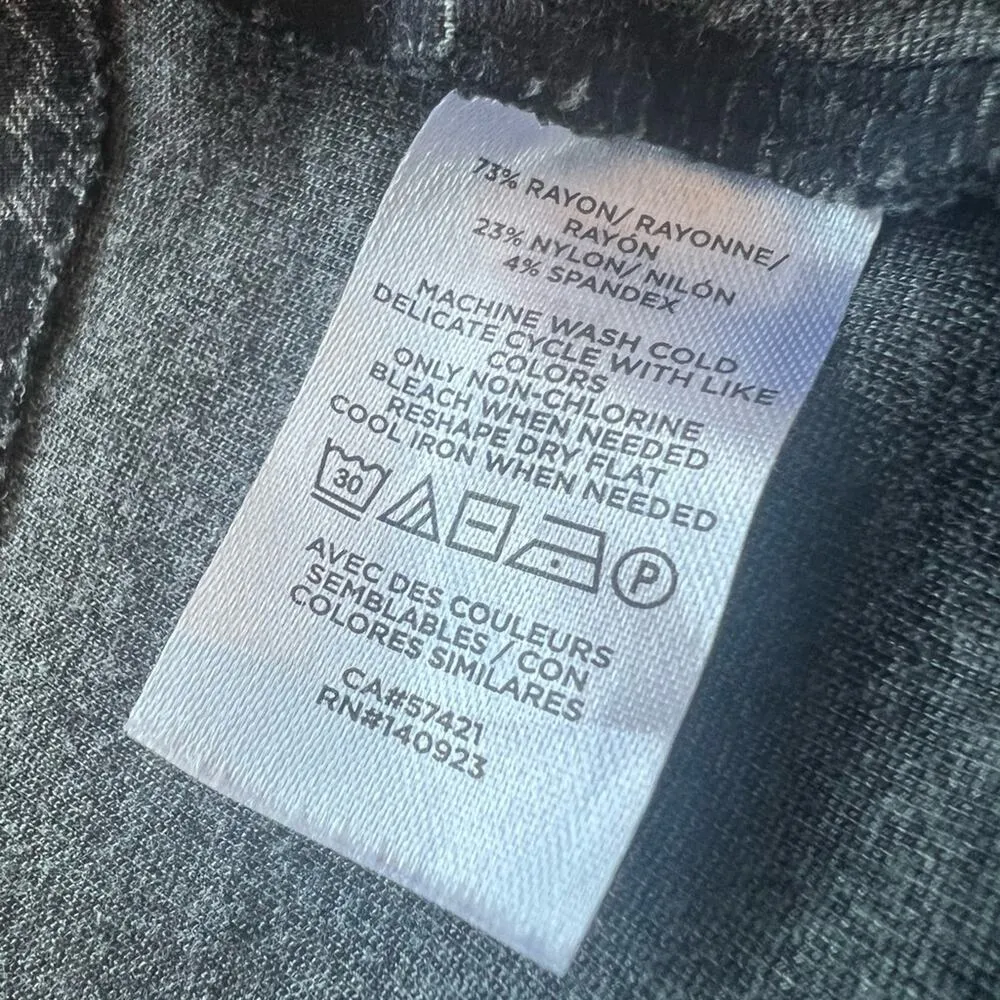 73% RAYON/ RAYONNE/
RAYÓN
23% NYLON/ NILÓN
4% SPANDEX
MACHINE WASH COLD
DELICATE CYCLE WITH LIKE
COLORS
ONLY NON-CHLORINE
BLEACH WHEN NEEDED
RESHAPE DRY FLAT
COOL IRON WHEN NEEDED
30 P
AVEC DES COULEURS
SEMBLABLES / CON
COLORES SIMILARES
CA#57421
RN#140923